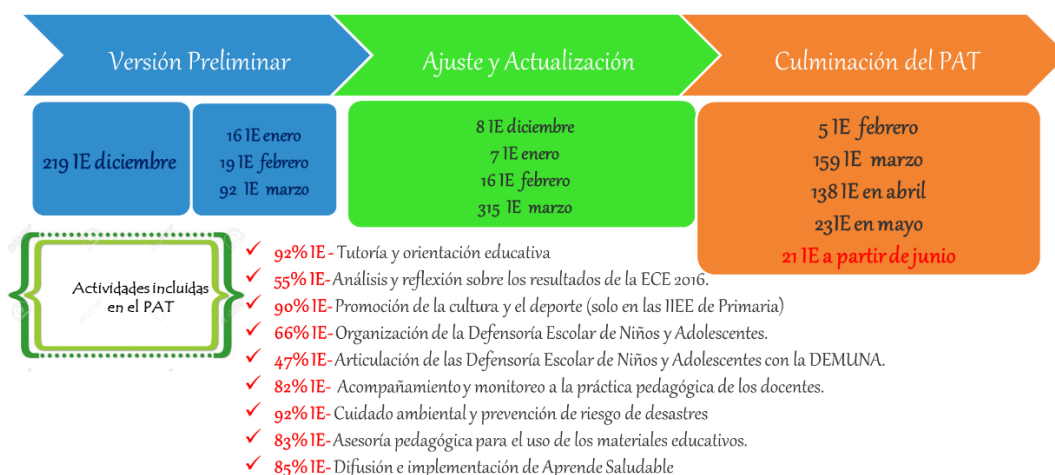 Versión Preliminar
Ajuste y Actualización
Culminación del PAT
219 IE diciembre
16 IE enero
19 IE febrero
92 IE marzo
8 IE diciembre
7 IE enero
16 IE febrero
315 IE marzo
5 IE febrero
159 IE marzo
138 IE en abril
23IE en mayo
21 IE a partir de junio
Actividades incluidas
en el PAT
92% IE - Tutoría y orientación educativa
55% IE- Análisis y reflexión sobre los resultados de la ECE 2016.
90% IE- Promoción de la cultura y el deporte (solo en las IIEE de Primaria)
66% IE- Organización de la Defensoría Escolar de Niños y Adolescentes.
47% IE- Articulación de las Defensoría Escolar de Niños y Adolescentes con la DEMUNA.
82% IE- Acompañamiento y monitoreo a la práctica pedagógica de los docentes.
92% IE- Cuidado ambiental y prevención de riesgo de desastres
83% IE- Asesoría pedagógica para el uso de los materiales educativos.
85% IE- Difusión e implementación de Aprende Saludable